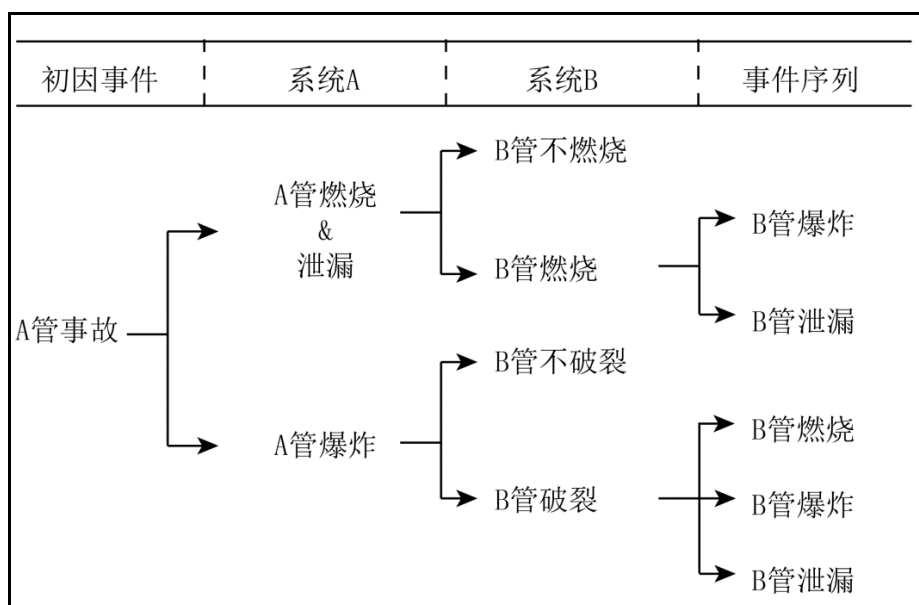 初因事件
系统A
系统B
事件序列
B管不燃烧
A管燃烧
&
泄漏
B管爆炸
B管燃烧
B管泄漏
A管事故
B管不破裂
B管燃烧
A管爆炸
B管破裂
B管爆炸
B管泄漏